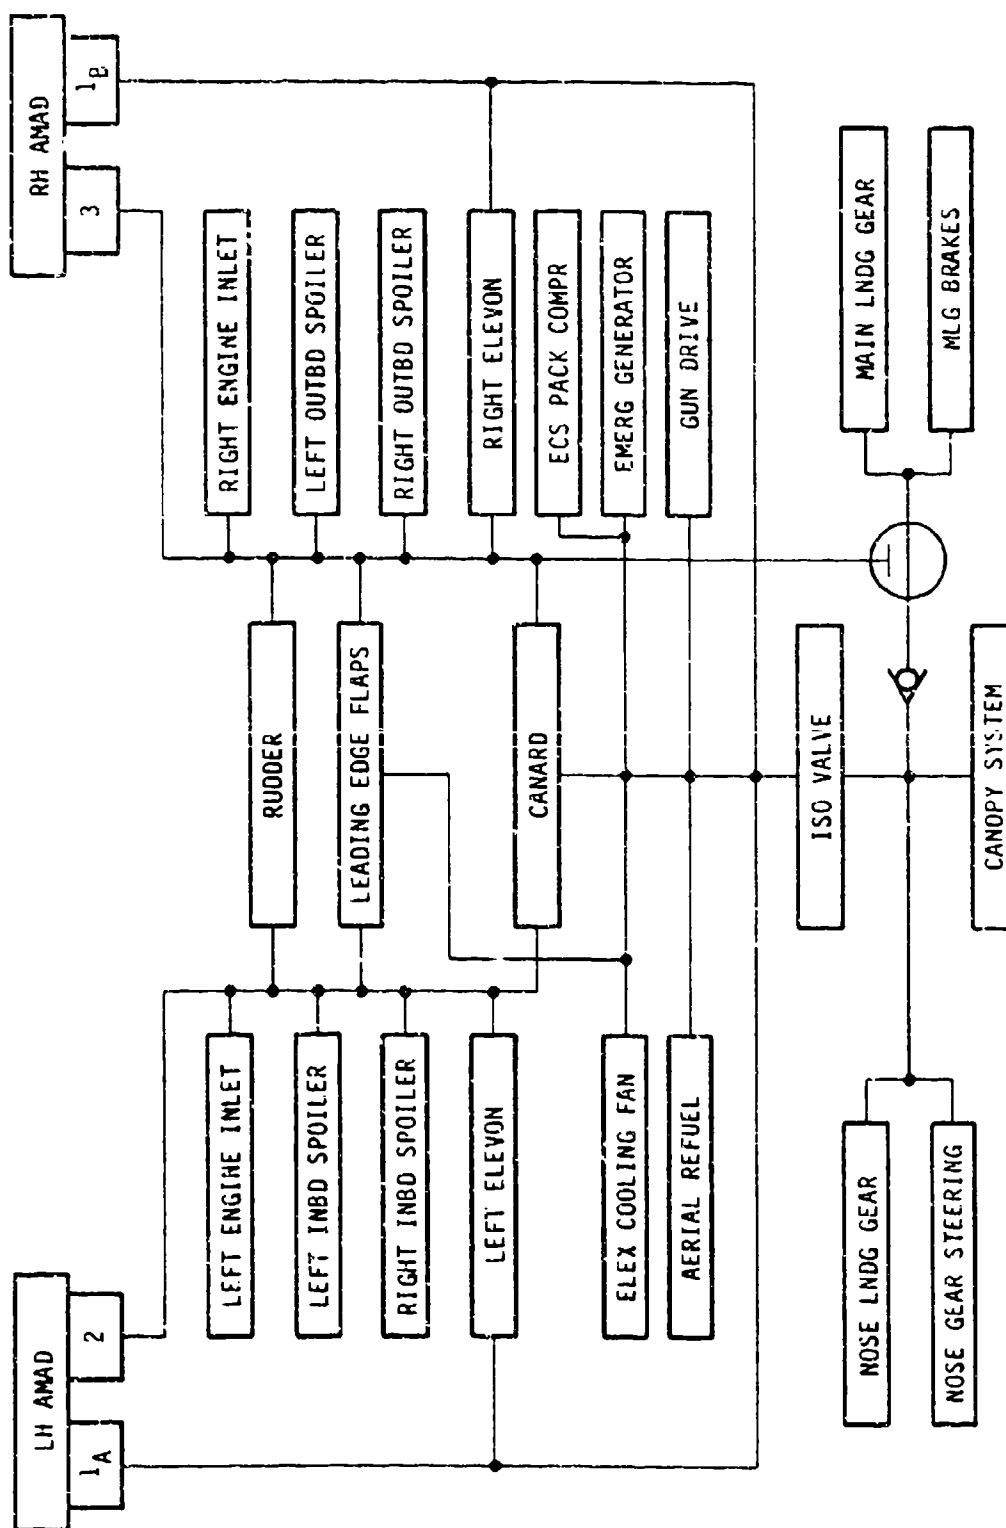 LH AMAD
1A
2
RH AMAD
3
1B
LEFT ENGINE INLET
LEFT INBD SPOILER
RIGHT INBD SPOILER
LEFT ELEVON
ELEX COOLING FAN
AERIAL REFUEL
NOSE LNDG GEAR
NOSE GEAR STEERING
RUDDER
LEADING EDGE FLAPS
CANARD
ISO VALVE
CANOPY SYSTEM
RIGHT ENGINE INLET
LEFT OUTBD SPOILER
RIGHT OUTBD SPOILER
RIGHT ELEVON
ECS PACK COMPR
EMERG GENERATOR
GUN DRIVE
MAIN LNDG GEAR
MLG BRAKES